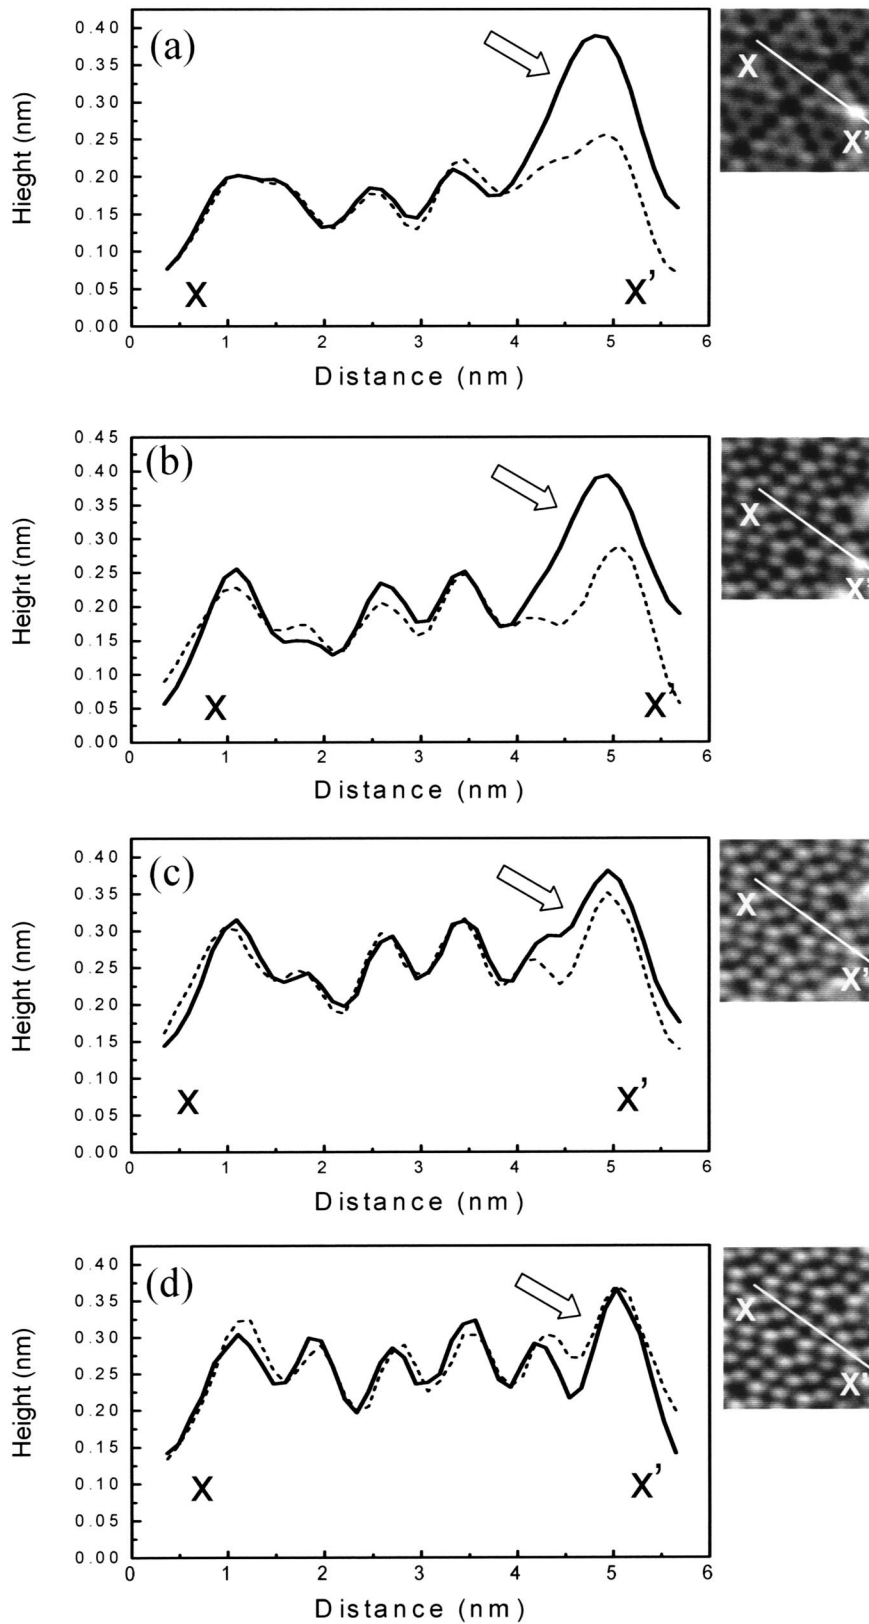 (a)
Hieght (nm)
0.40
0.35
0.30
0.25
0.20
0.15
0.10
0.05
0.00
X
X'
0
1
2
3
4
5
6
Distance (nm)
X
X'
(b)
Height (nm)
0.45
0.40
0.35
0.30
0.25
0.20
0.15
0.10
0.05
0.00
X
X'
0
1
2
3
4
5
6
Distance (nm)
X
X'
(c)
Height (nm)
0.40
0.35
0.30
0.25
0.20
0.15
0.10
0.05
0.00
X
X'
0
1
2
3
4
5
6
Distance (nm)
X
X'
(d)
Height (nm)
0.40
0.35
0.30
0.25
0.20
0.15
0.10
0.05
0.00
X
X'
0
1
2
3
4
5
6
Distance (nm)
X
X'